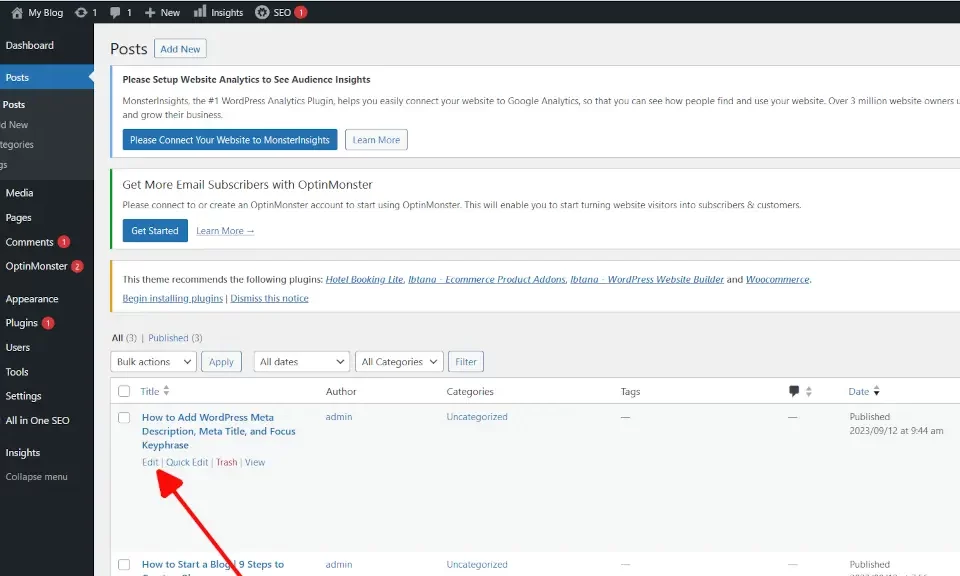 My Blog 1 1 New Insights SEO 1
Dashboard
Posts
Posts
d New
tegories
gs
Media
Pages
Comments 1
OptinMonster 2
Appearance
Plugins 1
Users
Tools
Settings
All in One SEO
Insights
Collapse menu
Posts Add New
Please Setup Website Analytics to See Audience Insights
MonsterInsights, the #1 WordPress Analytics Plugin, helps you easily connect your website to Google Analytics, so that you can see how people find and use your website. Over 3 million website owners u
and grow their business.
Please Connect Your Website to MonsterInsights Learn More
Get More Email Subscribers with OptinMonster
Please connect to or create an OptinMonster account to start using OptinMonster. This will enable you to start turning website visitors into subscribers & customers.
Get Started Learn More →
This theme recommends the following plugins: Hotel Booking Lite, Ibtana - Ecommerce Product Addons, Ibtana - WordPress Website Builder and Woocommerce.
Begin installing plugins | Dismiss this notice
All (3) | Published (3)
Bulk actions Apply All dates All Categories Filter
Title Author Categories Tags Date
How to Add WordPress Meta admin Uncategorized — — Published
Description, Meta Title, and Focus 2023/09/12 at 9:44 am
Keyphrase
Edit | Quick Edit | Trash | View
How to Start a Blog | 9 Steps to admin Uncategorized — — Published